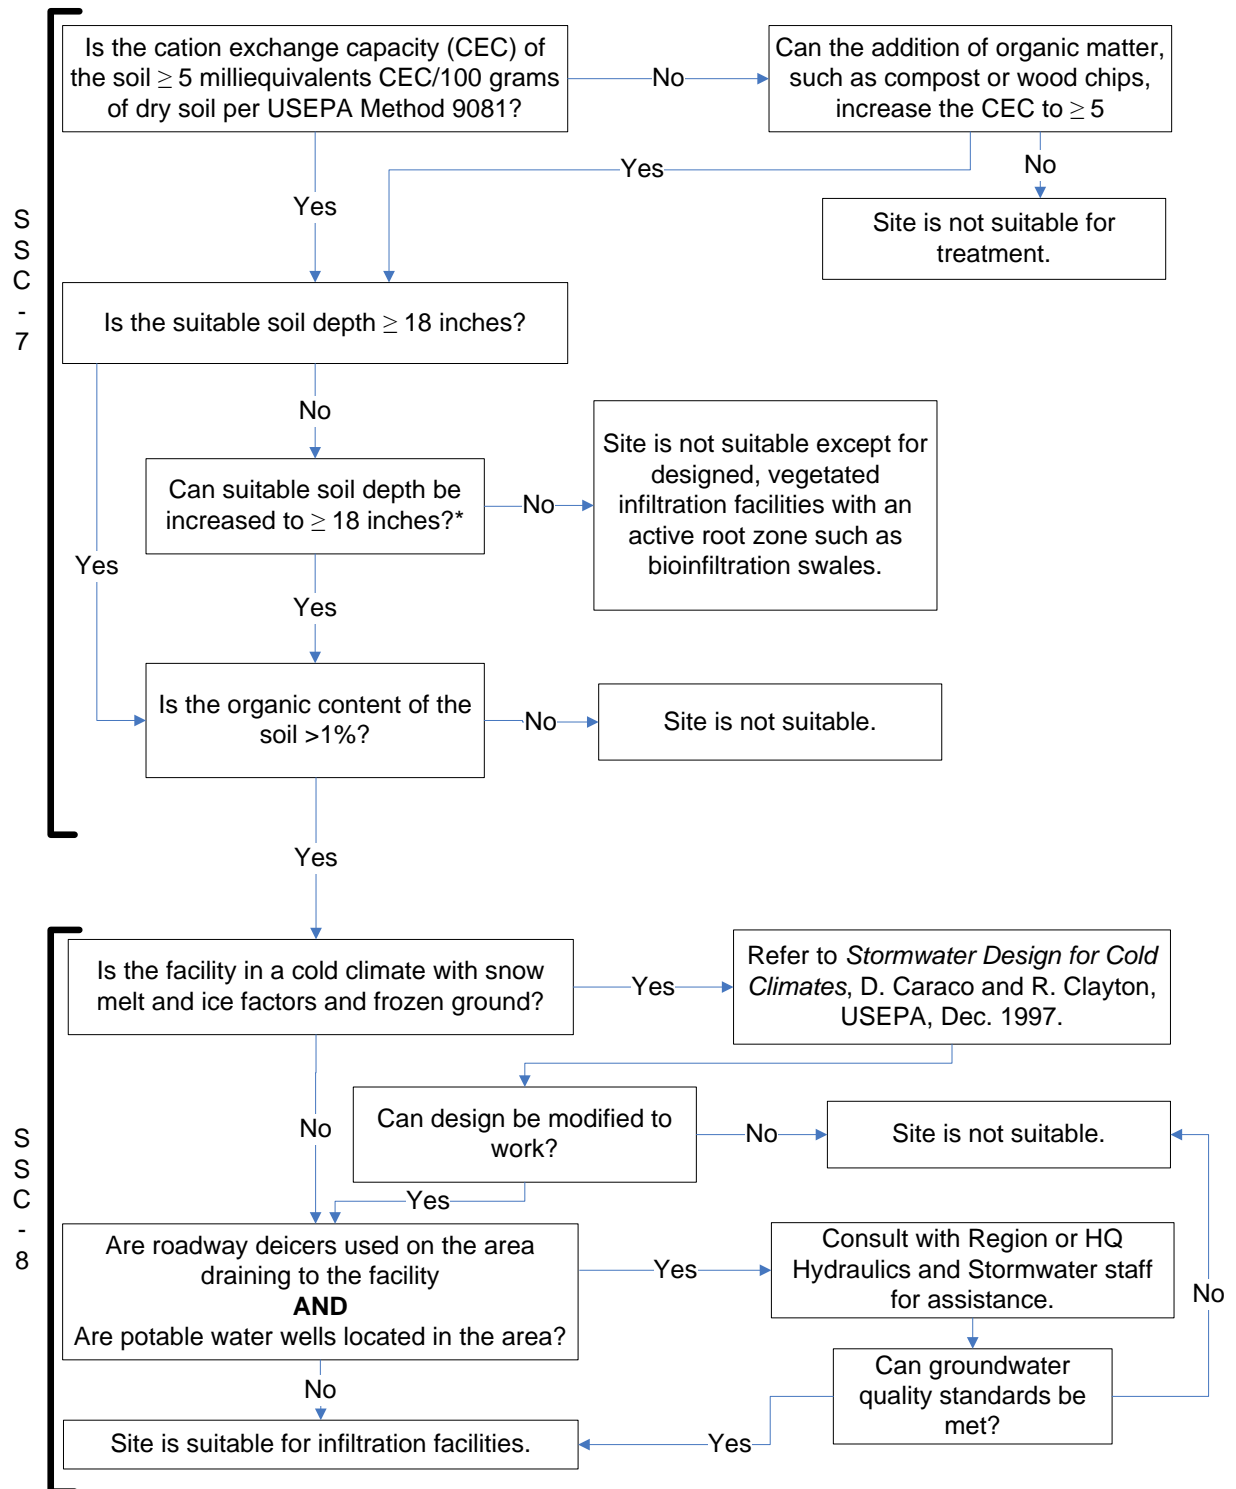 Is the cation exchange capacity (CEC) of
the soil ≥ 5 milliequivalents CEC/100 grams
of dry soil per USEPA Method 9081?
No
Can the addition of organic matter,
such as compost or wood chips,
increase the CEC to ≥ 5
Yes
No
Yes
Site is not suitable for
treatment.
S
S
C
-
7
Is the suitable soil depth ≥ 18 inches?
No
Can suitable soil depth be
increased to ≥ 18 inches?*
No
Site is not suitable except for
designed, vegetated
infiltration facilities with an
active root zone such as
bioinfiltration swales.
Yes
Yes
Is the organic content of the
soil >1%?
No
Site is not suitable.
Yes
Is the facility in a cold climate with snow
melt and ice factors and frozen ground?
Yes
Refer to Stormwater Design for Cold
Climates, D. Caraco and R. Clayton,
USEPA, Dec. 1997.
No
Can design be modified to
work?
No
Site is not suitable.
S
S
C
-
8
Yes
Are roadway deicers used on the area
draining to the facility
AND
Are potable water wells located in the area?
Yes
Consult with Region or HQ
Hydraulics and Stormwater staff
for assistance.
No
Can groundwater
quality standards be
met?
No
Yes
Site is suitable for infiltration facilities.